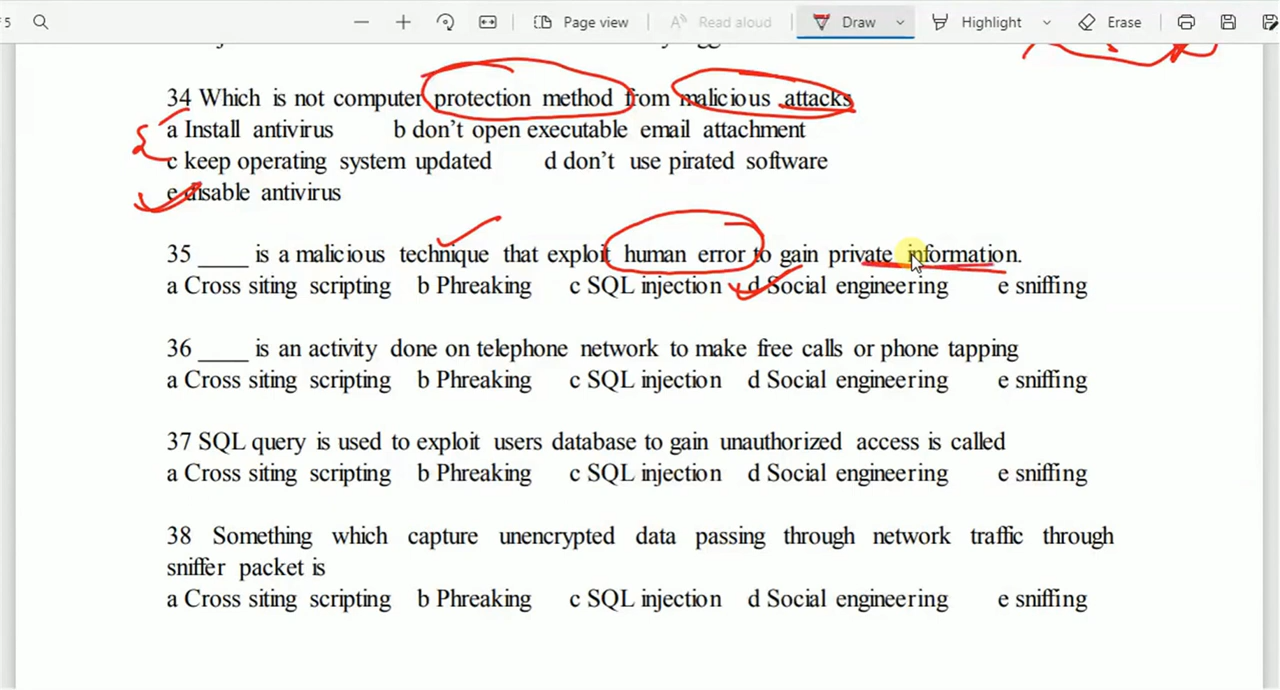 5
Page view
Read aloud
Draw
Highlight
Erase
34 Which is not computer protection method from malicious attacks
a Install antivirus b don't open executable email attachment
c keep operating system updated d don't use pirated software
e disable antivirus
35 ____ is a malicious technique that exploit human error to gain private information.
a Cross siting scripting b Phreaking c SQL injection d Social engineering e sniffing
36 ____ is an activity done on telephone network to make free calls or phone tapping
a Cross siting scripting b Phreaking c SQL injection d Social engineering e sniffing
37 SQL query is used to exploit users database to gain unauthorized access is called
a Cross siting scripting b Phreaking c SQL injection d Social engineering e sniffing
38 Something which capture unencrypted data passing through network traffic through
sniffer packet is
a Cross siting scripting b Phreaking c SQL injection d Social engineering e sniffing